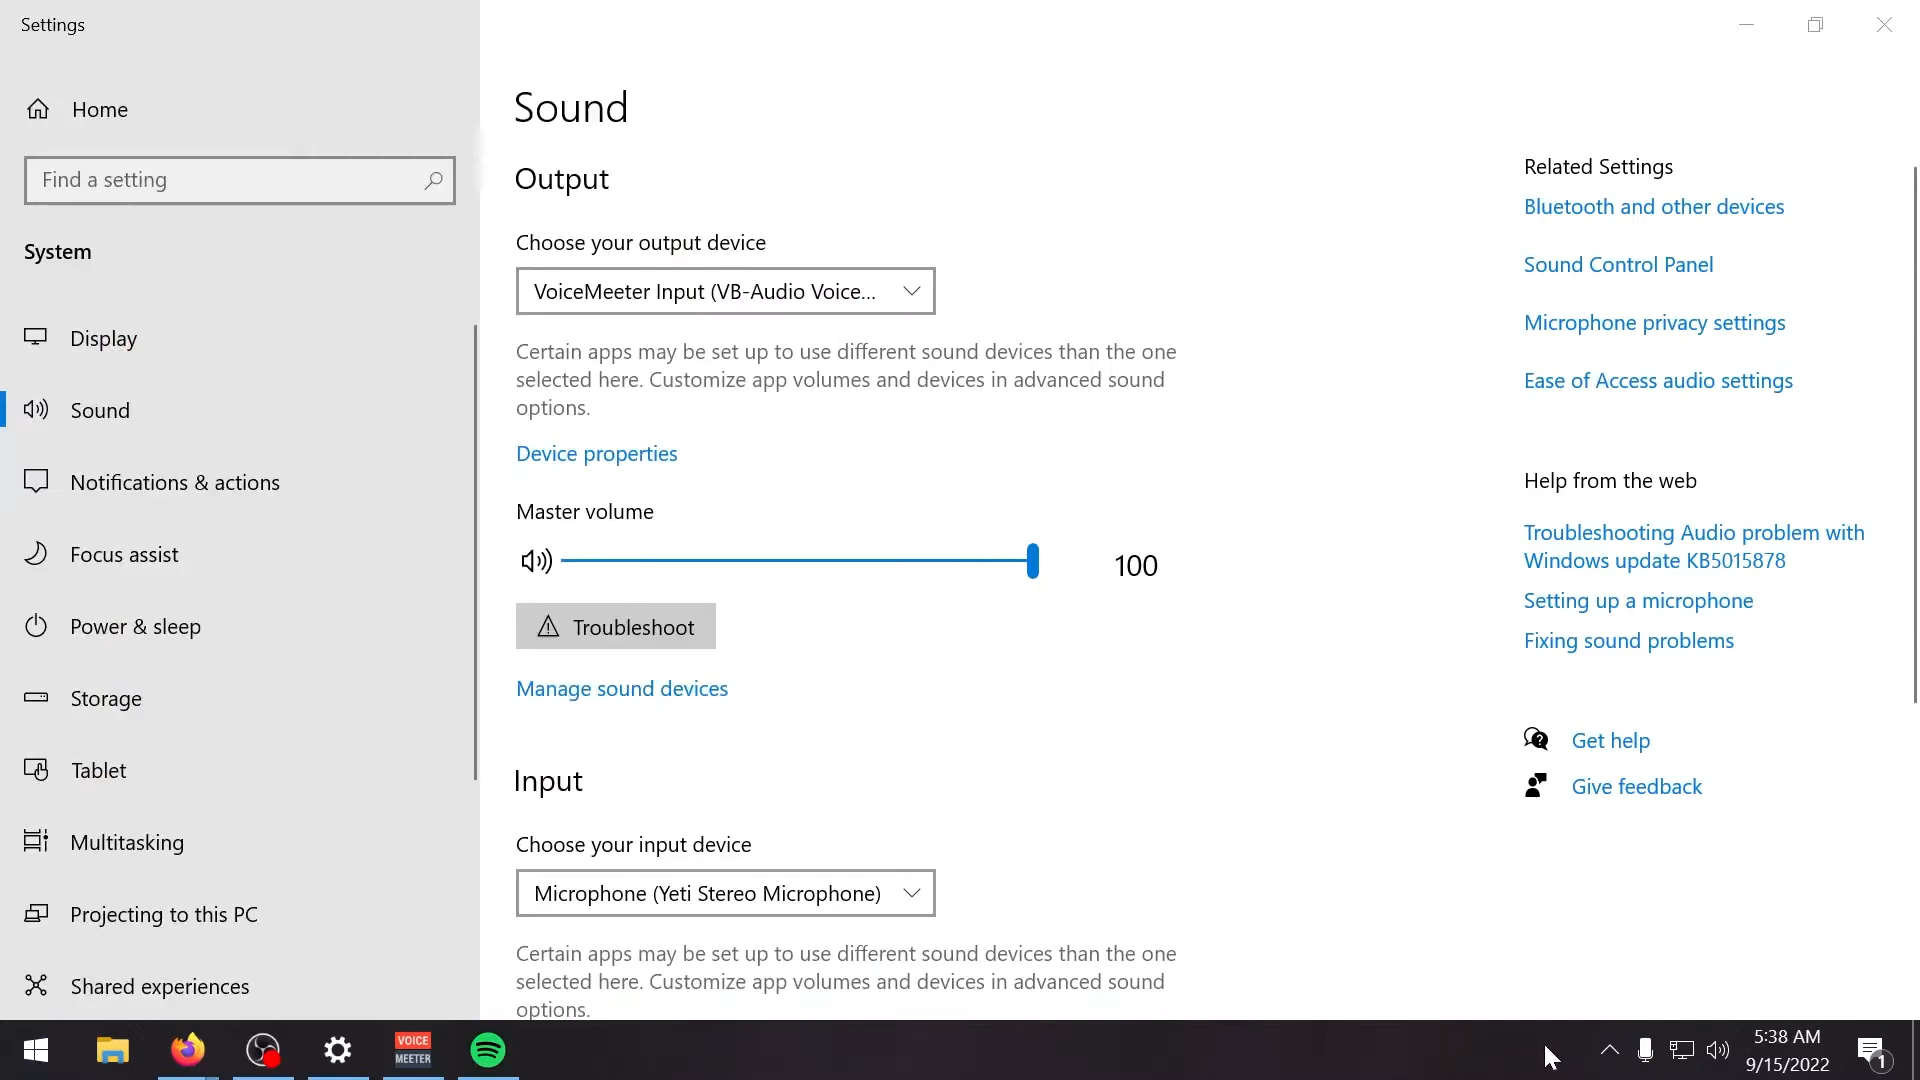 Settings
Home
Find a setting
System
Display
Sound
Notifications & actions
Focus assist
Power & sleep
Storage
Tablet
Multitasking
Projecting to this PC
Shared experiences
Sound
Output
Choose your output device
VoiceMeeter Input (VB-Audio Voice...
Certain apps may be set up to use different sound devices than the one
selected here. Customize app volumes and devices in advanced sound
options.
Device properties
Master volume
100
Troubleshoot
Manage sound devices
Input
Choose your input device
Microphone (Yeti Stereo Microphone)
Certain apps may be set up to use different sound devices than the one
selected here. Customize app volumes and devices in advanced sound
options.
Related Settings
Bluetooth and other devices
Sound Control Panel
Microphone privacy settings
Ease of Access audio settings
Help from the web
Troubleshooting Audio problem with
Windows update KB5015878
Setting up a microphone
Fixing sound problems
Get help
Give feedback
VOICE
MEETER
5:38 AM
9/15/2022
1